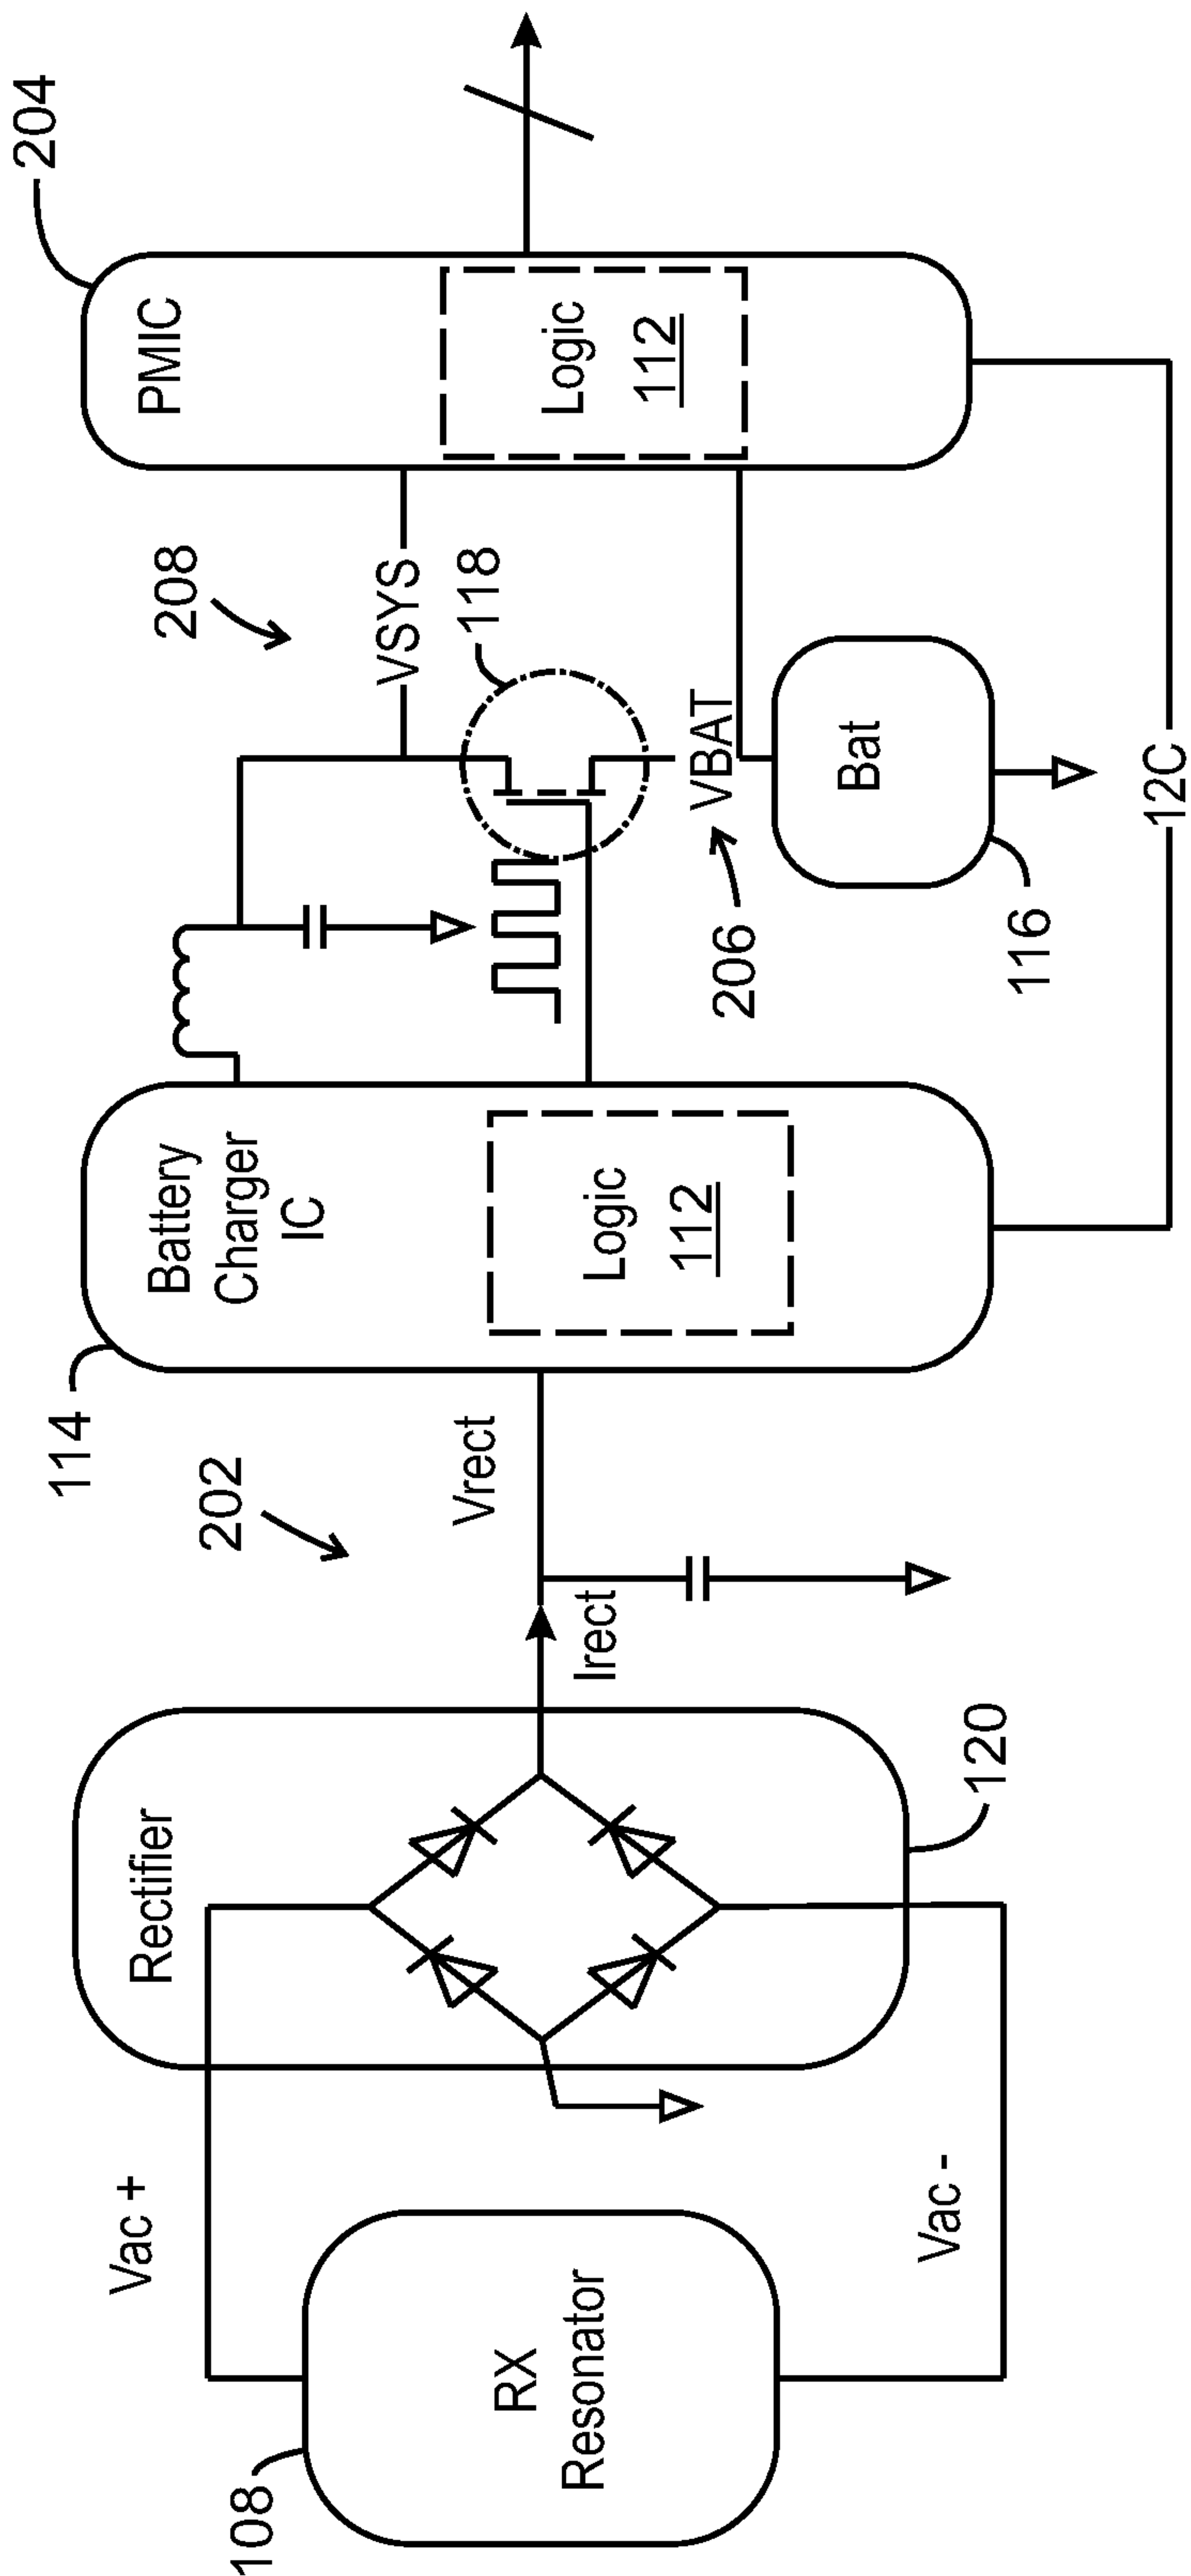 108
RX
Resonator
Vac +
Vac -
Rectifier
120
Irect
202
Vrect
114
Battery
Charger
IC
Logic
112
12C
206
VBAT
116
Bat
118
208
VSYS
204
PMIC
Logic
112